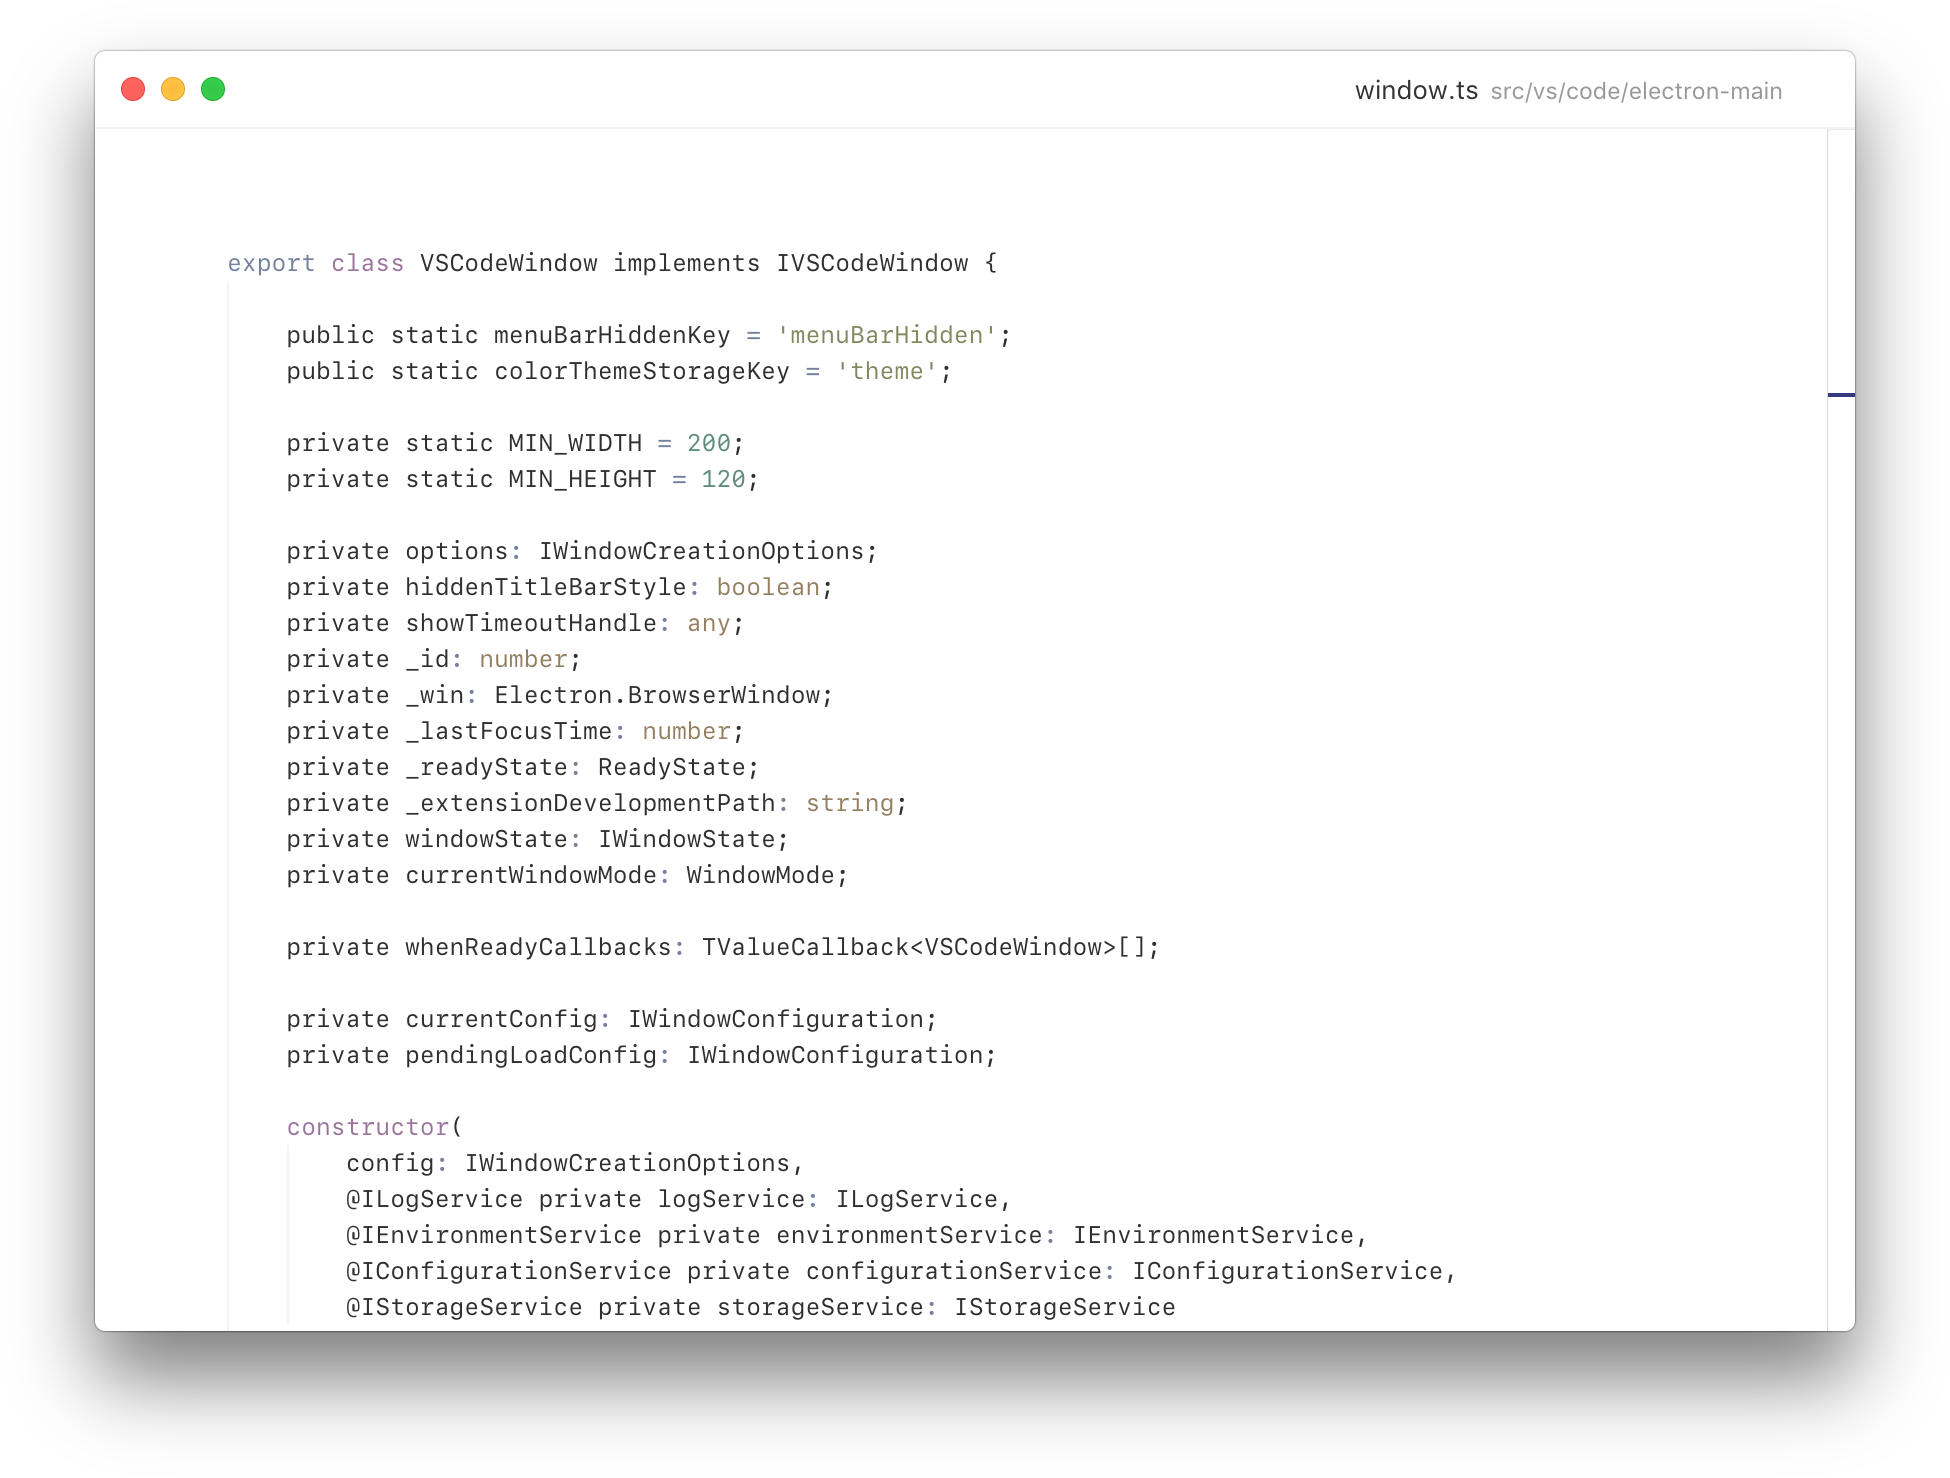 window.ts src/vs/code/electron-main
export class VSCodeWindow implements IVSCodeWindow {
public static menuBarHiddenKey = 'menuBarHidden';
public static colorThemeStorageKey = 'theme';
private static MIN_WIDTH = 200;
private static MIN_HEIGHT = 120;
private options: IWindowCreationOptions;
private hiddenTitleBarStyle: boolean;
private showTimeoutHandle: any;
private _id: number;
private _win: Electron.BrowserWindow;
private _lastFocusTime: number;
private _readyState: ReadyState;
private _extensionDevelopmentPath: string;
private windowState: IWindowState;
private currentWindowMode: WindowMode;
private whenReadyCallbacks: TValueCallback<VSCodeWindow>[];
private currentConfig: IWindowConfiguration;
private pendingLoadConfig: IWindowConfiguration;
constructor(
config: IWindowCreationOptions,
@ILogService private logService: ILogService,
@IEnvironmentService private environmentService: IEnvironmentService,
@IConfigurationService private configurationService: IConfigurationService,
@IStorageService private storageService: IStorageService